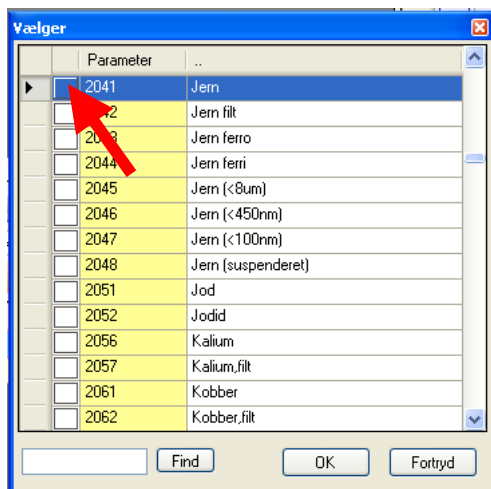 Vælger
Parameter ..
2041 Jern
2042 Jern filt
2043 Jern ferro
2044 Jern ferri
2045 Jern (<8um)
2046 Jern (<450nm)
2047 Jern (<100nm)
2048 Jern (suspenderet)
2051 Jod
2052 Jodid
2056 Kalium
2057 Kalium,filt
2061 Kobber
2062 Kobber,filt
Find OK Fortryd